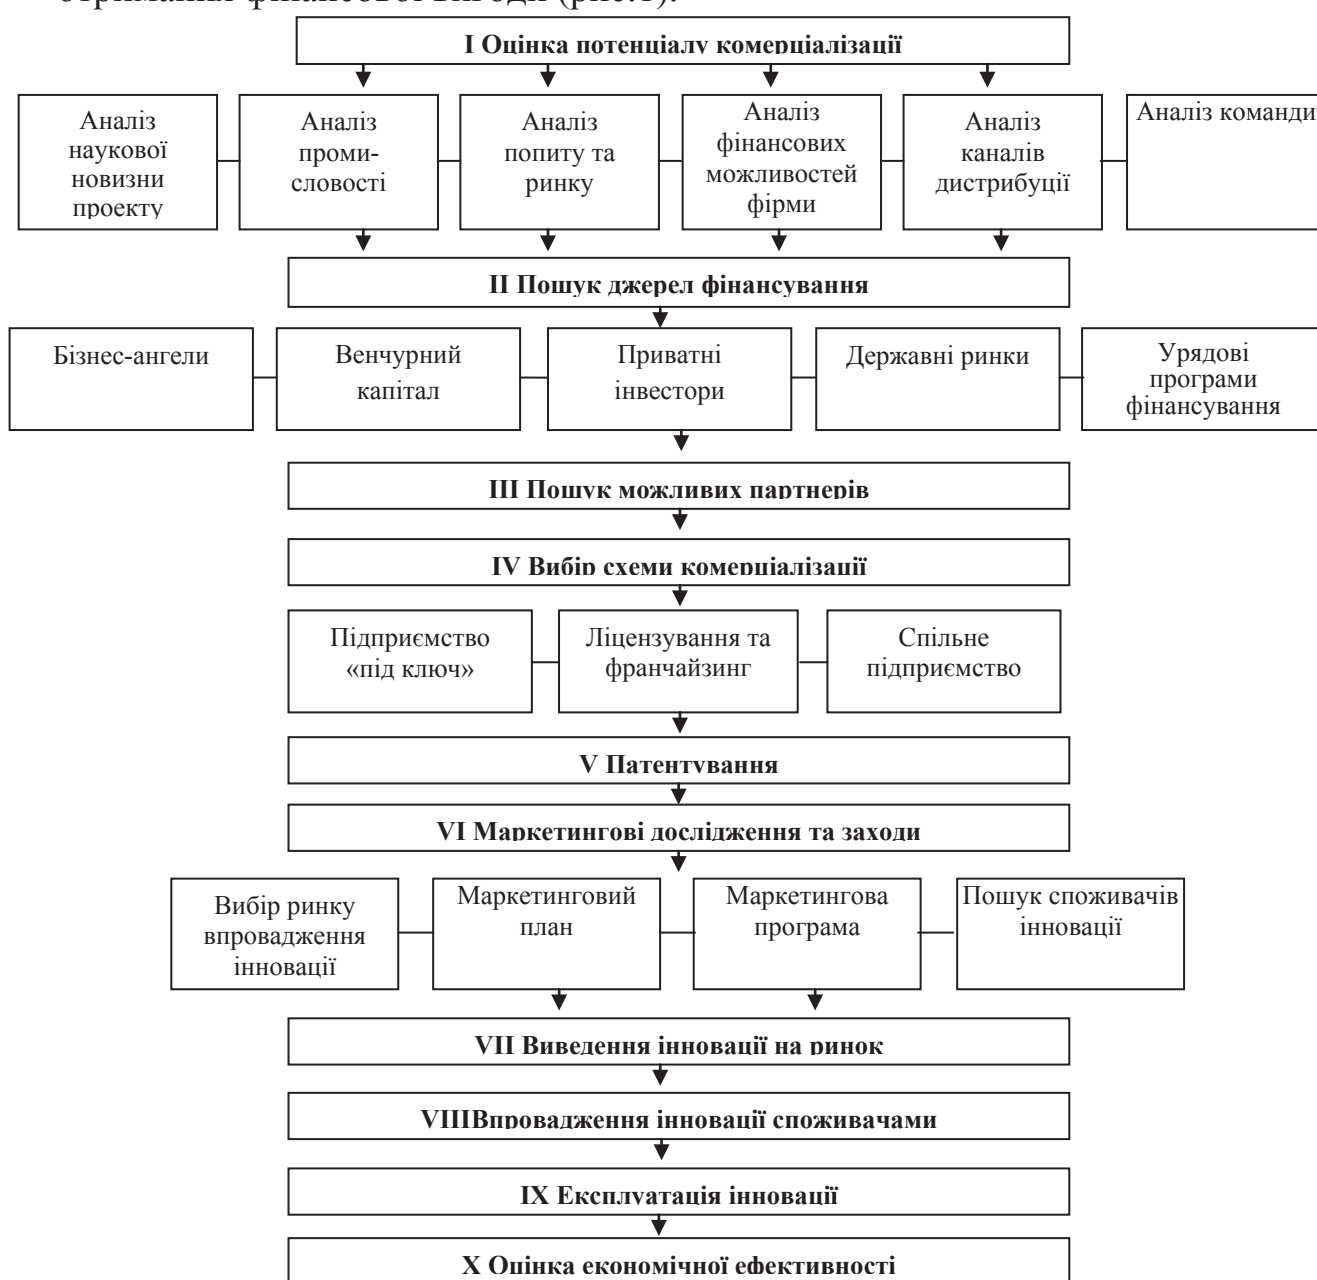 отримання фінансової вигоди (рис.1).
I Оцінка потенціалу комерціалізації
Аналіз
наукової
новизни
проекту
Аналіз
проми-
словості
Аналіз
попиту та
ринку
Аналіз
фінансових
можливостей
фірми
Аналіз
каналів
дистрибуції
Аналіз команди
II Пошук джерел фінансування
Бізнес-ангели
Венчурний
капітал
Приватні
інвестори
Державні ринки
Урядові
програми
фінансування
III Пошук можливих партнерів
IV Вибір схеми комерціалізації
Підприємство
«під ключ»
Ліцензування та
франчайзинг
Спільне
підприємство
V Патентування
VI Маркетингові дослідження та заходи
Вибір ринку
впровадження
інновації
Маркетинговий
план
Маркетингова
програма
Пошук споживачів
інновації
VII Виведення інновації на ринок
VIIIВпровадження інновації споживачами
IX Експлуатація інновації
X Оцінка економічної ефективності